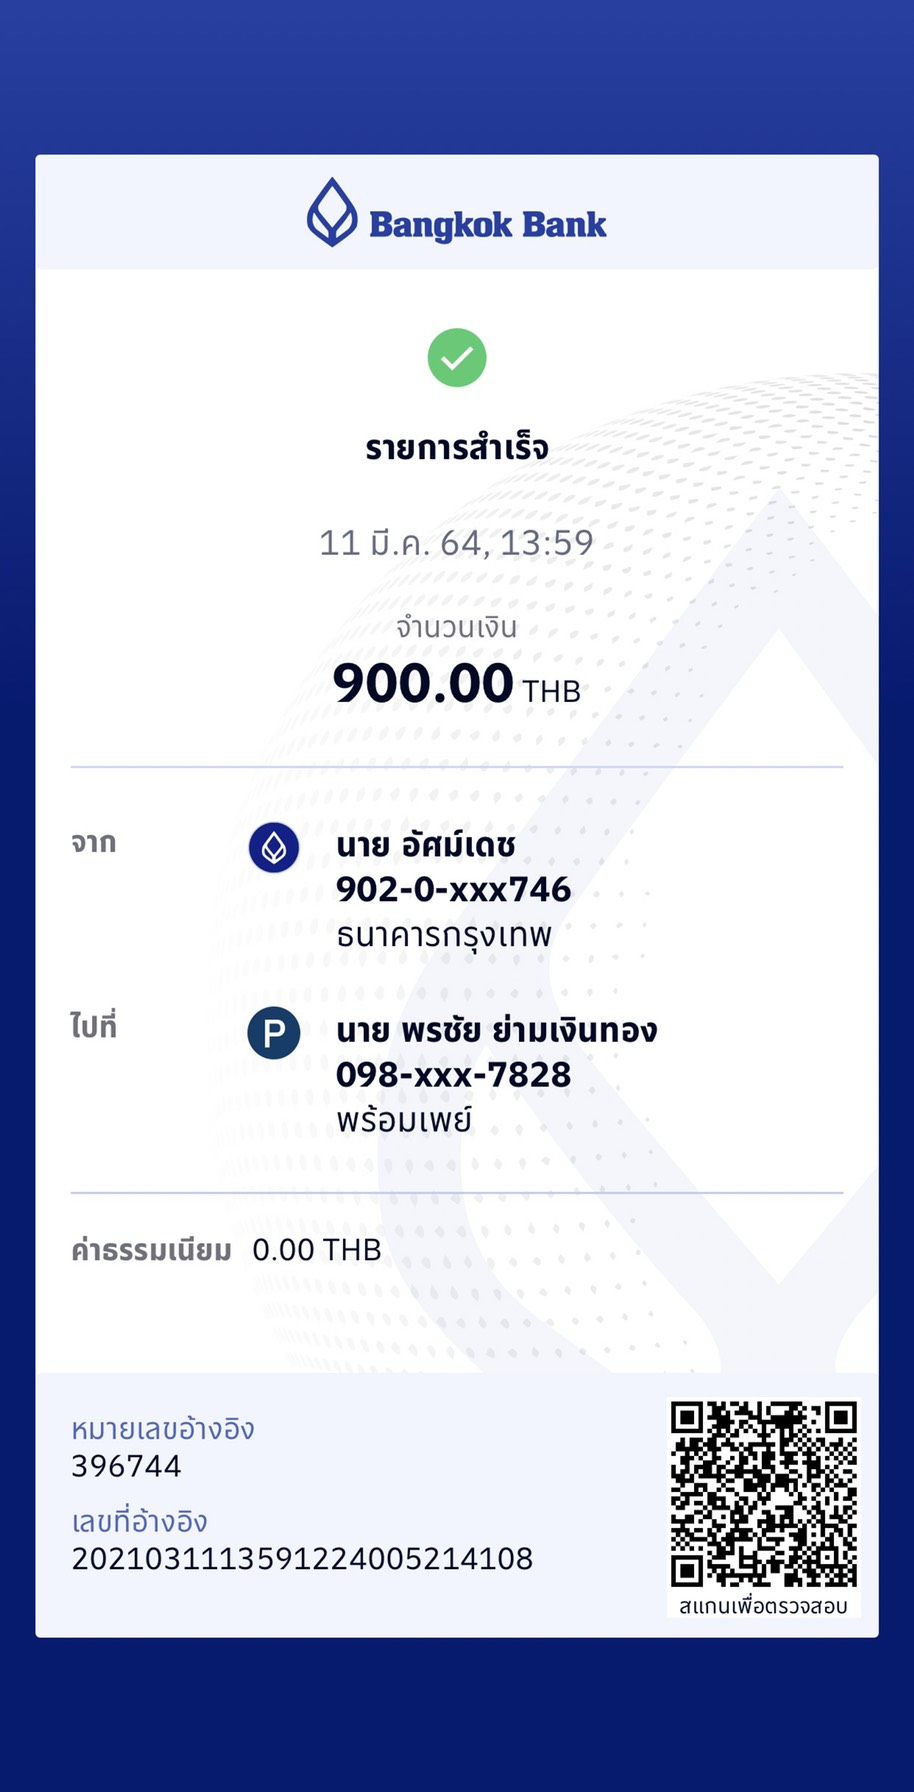 Bangkok Bank
รายการสำเร็จ
11 มี.ค. 64, 13:59
จำนวนเงิน
900.00 THB
จาก
นาย อัศม์เดช
902-0-xxx746
ธนาคารกรุงเทพ
ไปที่
P
นาย พรชัย ย่ามเงินทอง
098-xxx-7828
พร้อมเพย์
ค่าธรรมเนียม 0.00 THB
หมายเลขอ้างอิง
396744
เลขที่อ้างอิง
2021031113591224005214108
สแกนเพื่อตรวจสอบ